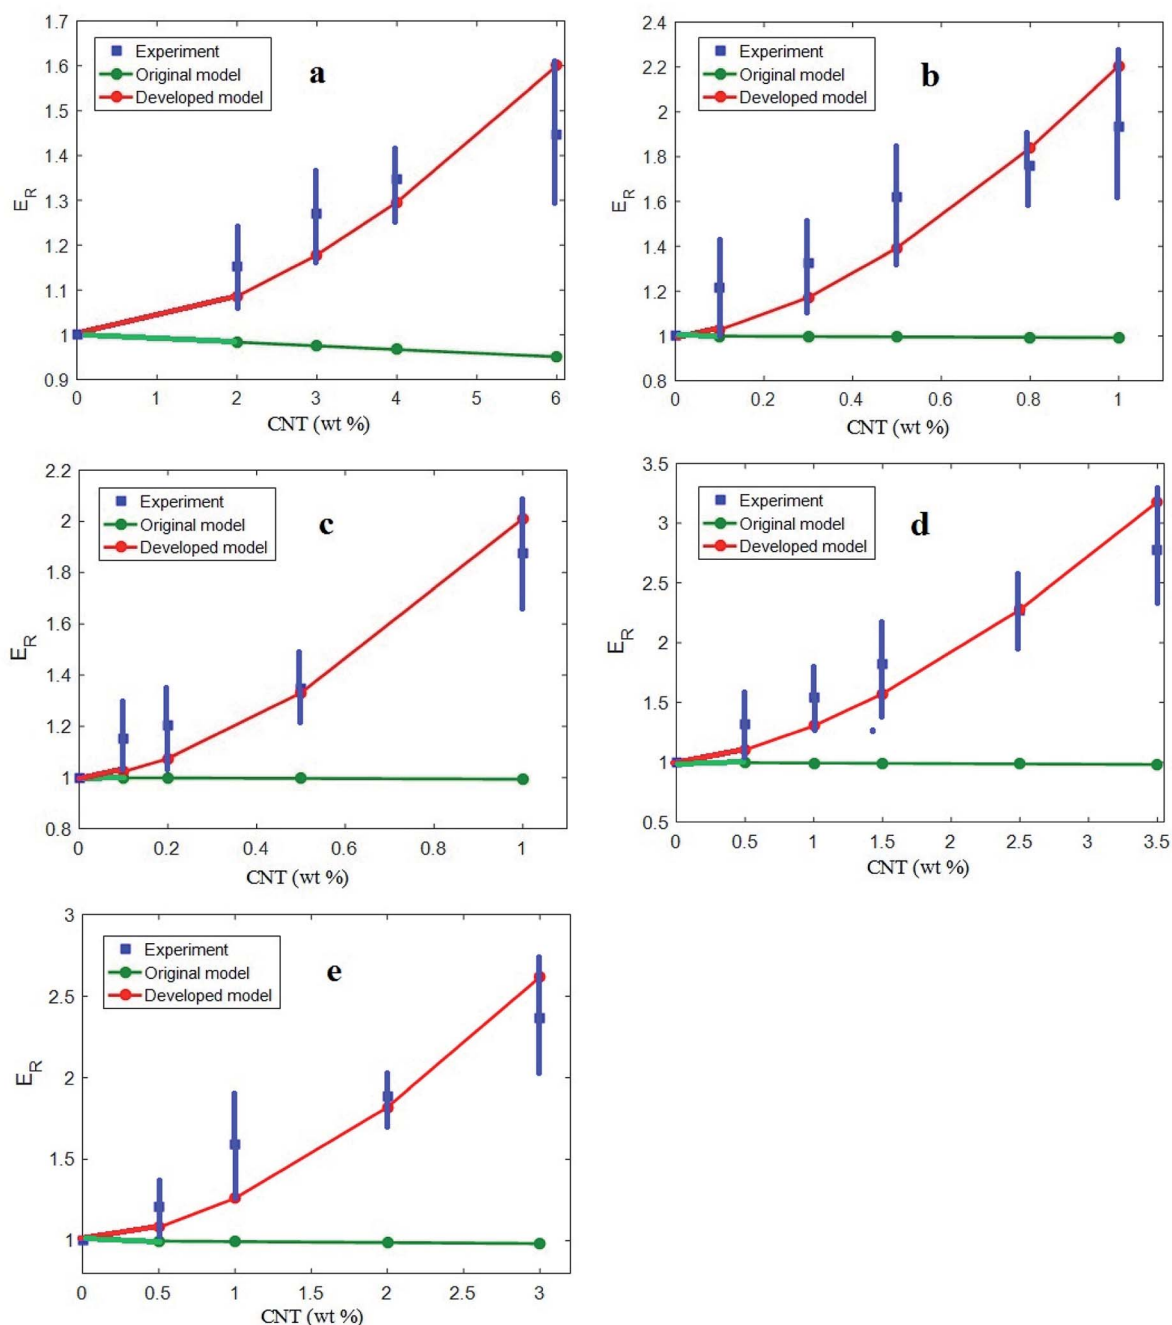 1.7
1.6
1.5
1.4
1.3
1.2
1.1
1
0.9
E_R
Experiment
Original model
Developed model
a
0 1 2 3 4 5 6
CNT (wt %)
2.4
2.2
2
1.8
1.6
1.4
1.2
1
0.8
E_R
Experiment
Original model
Developed model
b
0 0.2 0.4 0.6 0.8 1
CNT (wt %)
2.2
2
1.8
1.6
1.4
1.2
1
0.8
E_R
Experiment
Original model
Developed model
c
0 0.2 0.4 0.6 0.8 1
CNT (wt %)
3.5
3
2.5
2
1.5
1
0.5
E_R
Experiment
Original model
Developed model
d
0 0.5 1 1.5 2 2.5 3 3.5
CNT (wt %)
3
2.5
2
1.5
1
E_R
Experiment
Original model
Developed model
e
0 0.5 1 1.5 2 2.5 3
CNT (wt %)